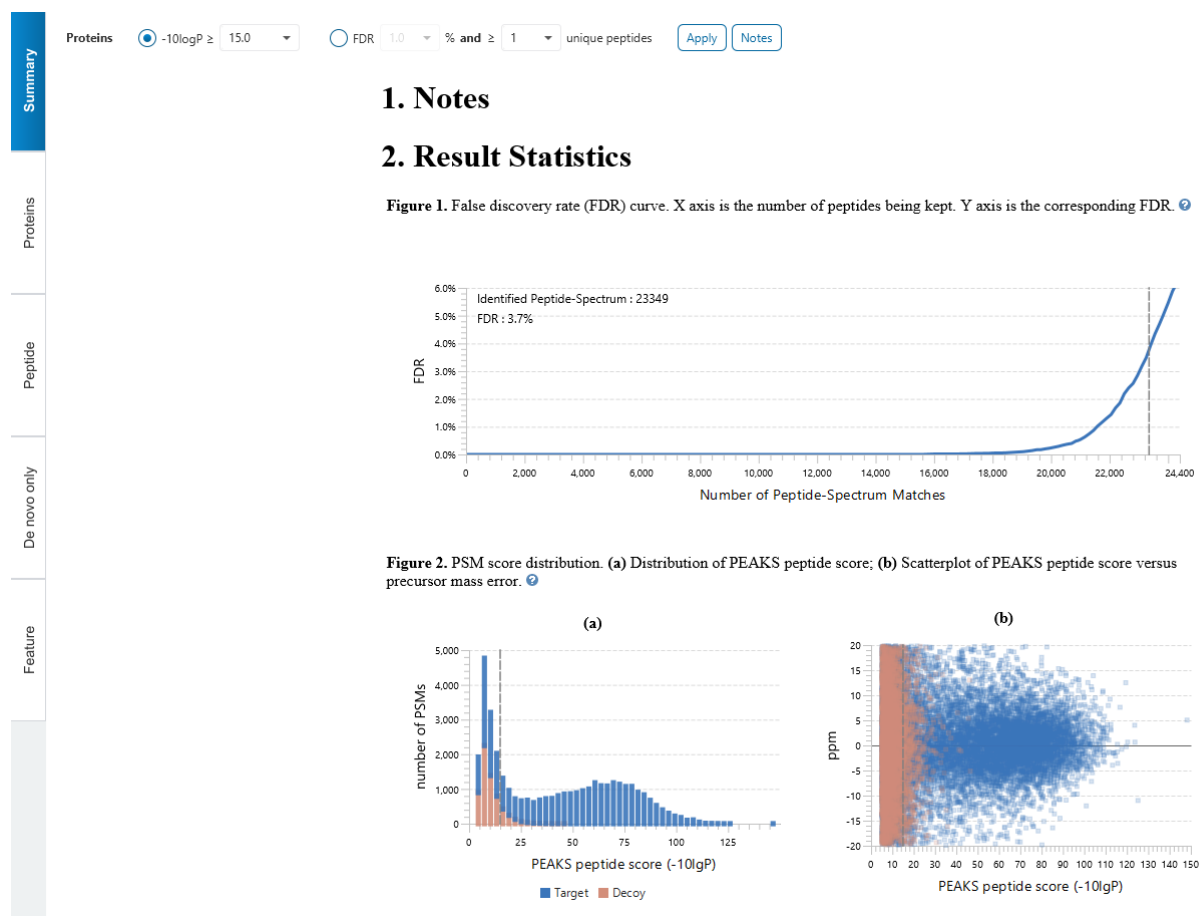 Proteins -10logP ≥ 15.0 FDR 1.0 % and ≥ 1 unique peptides Apply Notes
Summary
Proteins
Peptide
De novo only
Feature
1. Notes
2. Result Statistics
Figure 1. False discovery rate (FDR) curve. X axis is the number of peptides being kept. Y axis is the corresponding FDR. ?
Identified Peptide-Spectrum : 23349
FDR : 3.7%
FDR
6.0%
5.0%
4.0%
3.0%
2.0%
1.0%
0.0%
0 2,000 4,000 6,000 8,000 10,000 12,000 14,000 16,000 18,000 20,000 22,000 24,400
Number of Peptide-Spectrum Matches
Figure 2. PSM score distribution. (a) Distribution of PEAKS peptide score; (b) Scatterplot of PEAKS peptide score versus
precursor mass error. ?
(a)
number of PSMs
5,000
4,000
3,000
2,000
1,000
0
0 25 50 75 100 125
PEAKS peptide score (-10lgP)
Target Decoy
(b)
ppm
20
15
10
5
0
-5
-10
-15
-20
0 10 20 30 40 50 60 70 80 90 100 110 120 130 140 150
PEAKS peptide score (-10lgP)